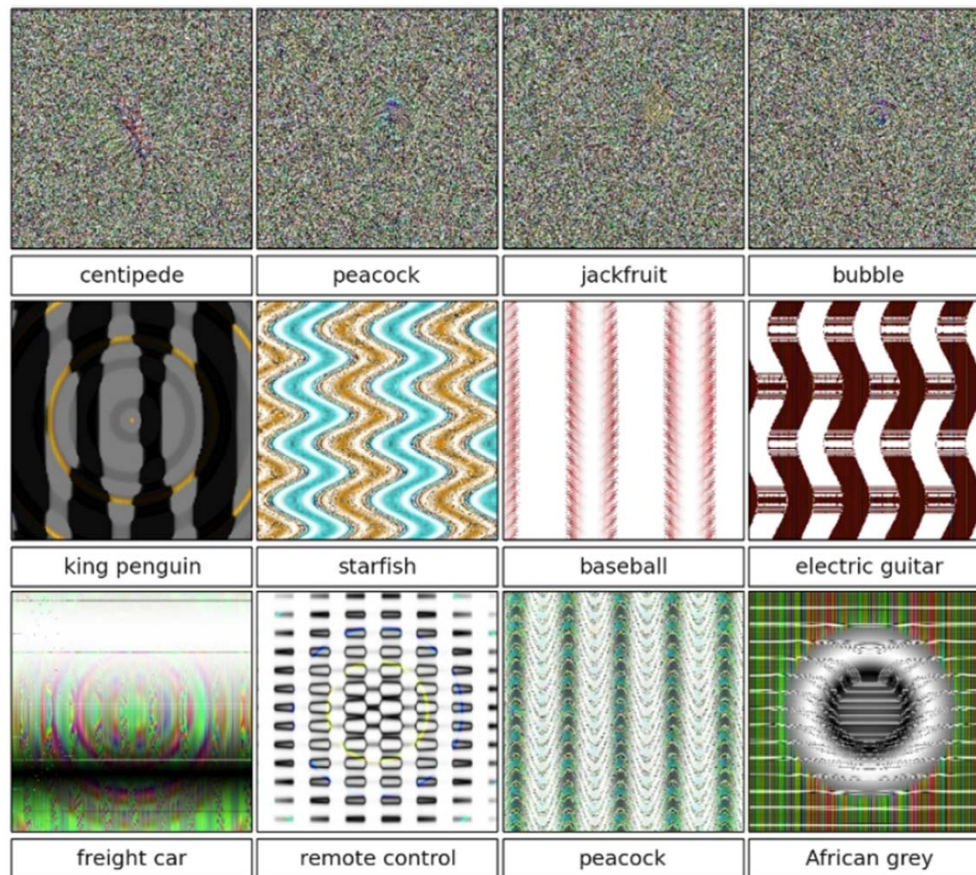 centipede
peacock
jackfruit
bubble
king penguin
starfish
baseball
electric guitar
freight car
remote control
peacock
African grey